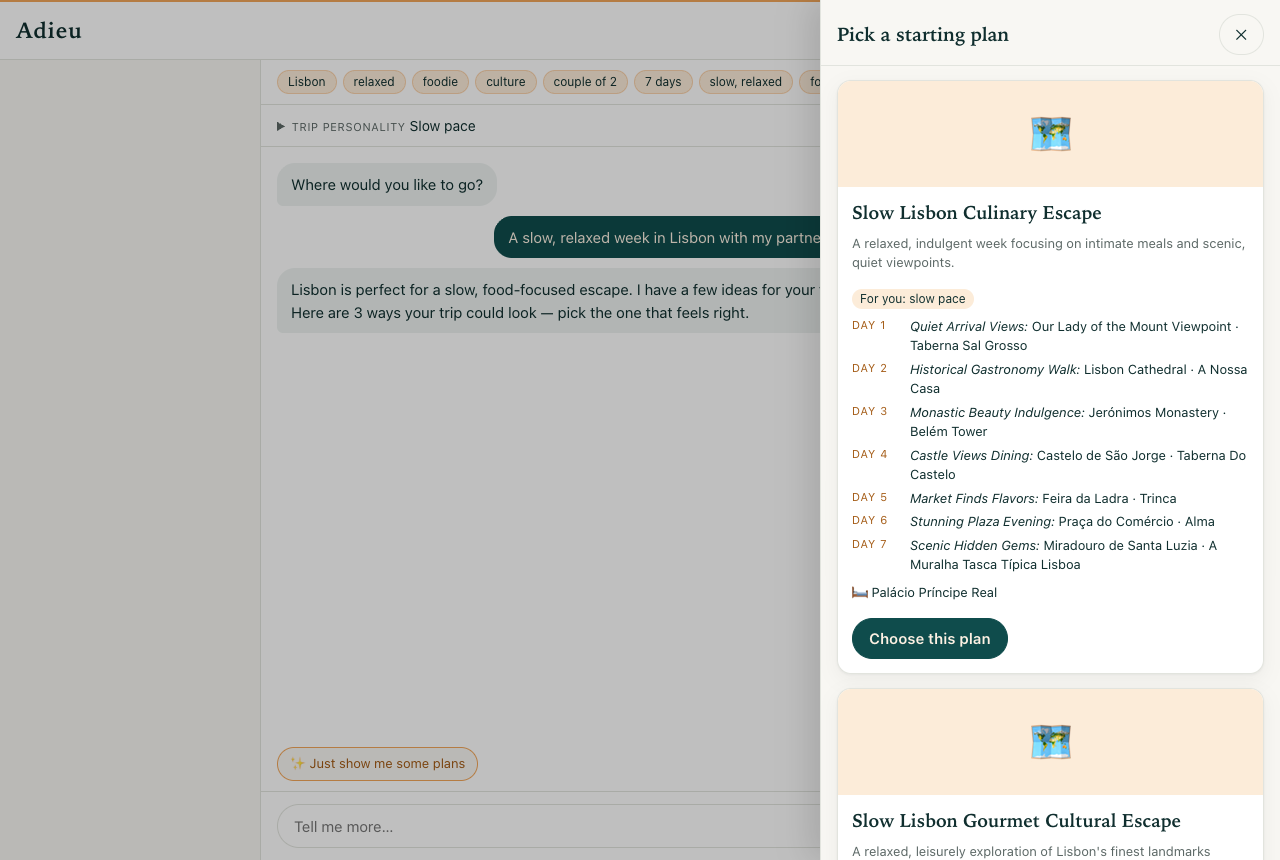 Adieu
Lisbon relaxed foodie culture couple of 2 7 days slow, relaxed
TRIP PERSONALITY Slow pace
Where would you like to go?
A slow, relaxed week in Lisbon with my
Lisbon is perfect for a slow, food-focused escape. I have a few ideas for your
Here are 3 ways your trip could look — pick the one that feels right.
✨ Just show me some plans
Tell me more...
Pick a starting plan
Slow Lisbon Culinary Escape
A relaxed, indulgent week focusing on intimate meals and scenic,
quiet viewpoints.
For you: slow pace
DAY 1 Quiet Arrival Views: Our Lady of the Mount Viewpoint ·
Taberna Sal Grosso
DAY 2 Historical Gastronomy Walk: Lisbon Cathedral · A Nossa
Casa
DAY 3 Monastic Beauty Indulgence: Jerónimos Monastery ·
Belém Tower
DAY 4 Castle Views Dining: Castelo de São Jorge · Taberna Do
Castelo
DAY 5 Market Finds Flavors: Feira da Ladra · Trinca
DAY 6 Stunning Plaza Evening: Praça do Comércio · Alma
DAY 7 Scenic Hidden Gems: Miradouro de Santa Luzia · A
Muralha Tasca Típica Lisboa
🛏️ Palácio Príncipe Real
Choose this plan
Slow Lisbon Gourmet Cultural Escape
A relaxed, leisurely exploration of Lisbon's finest landmarks